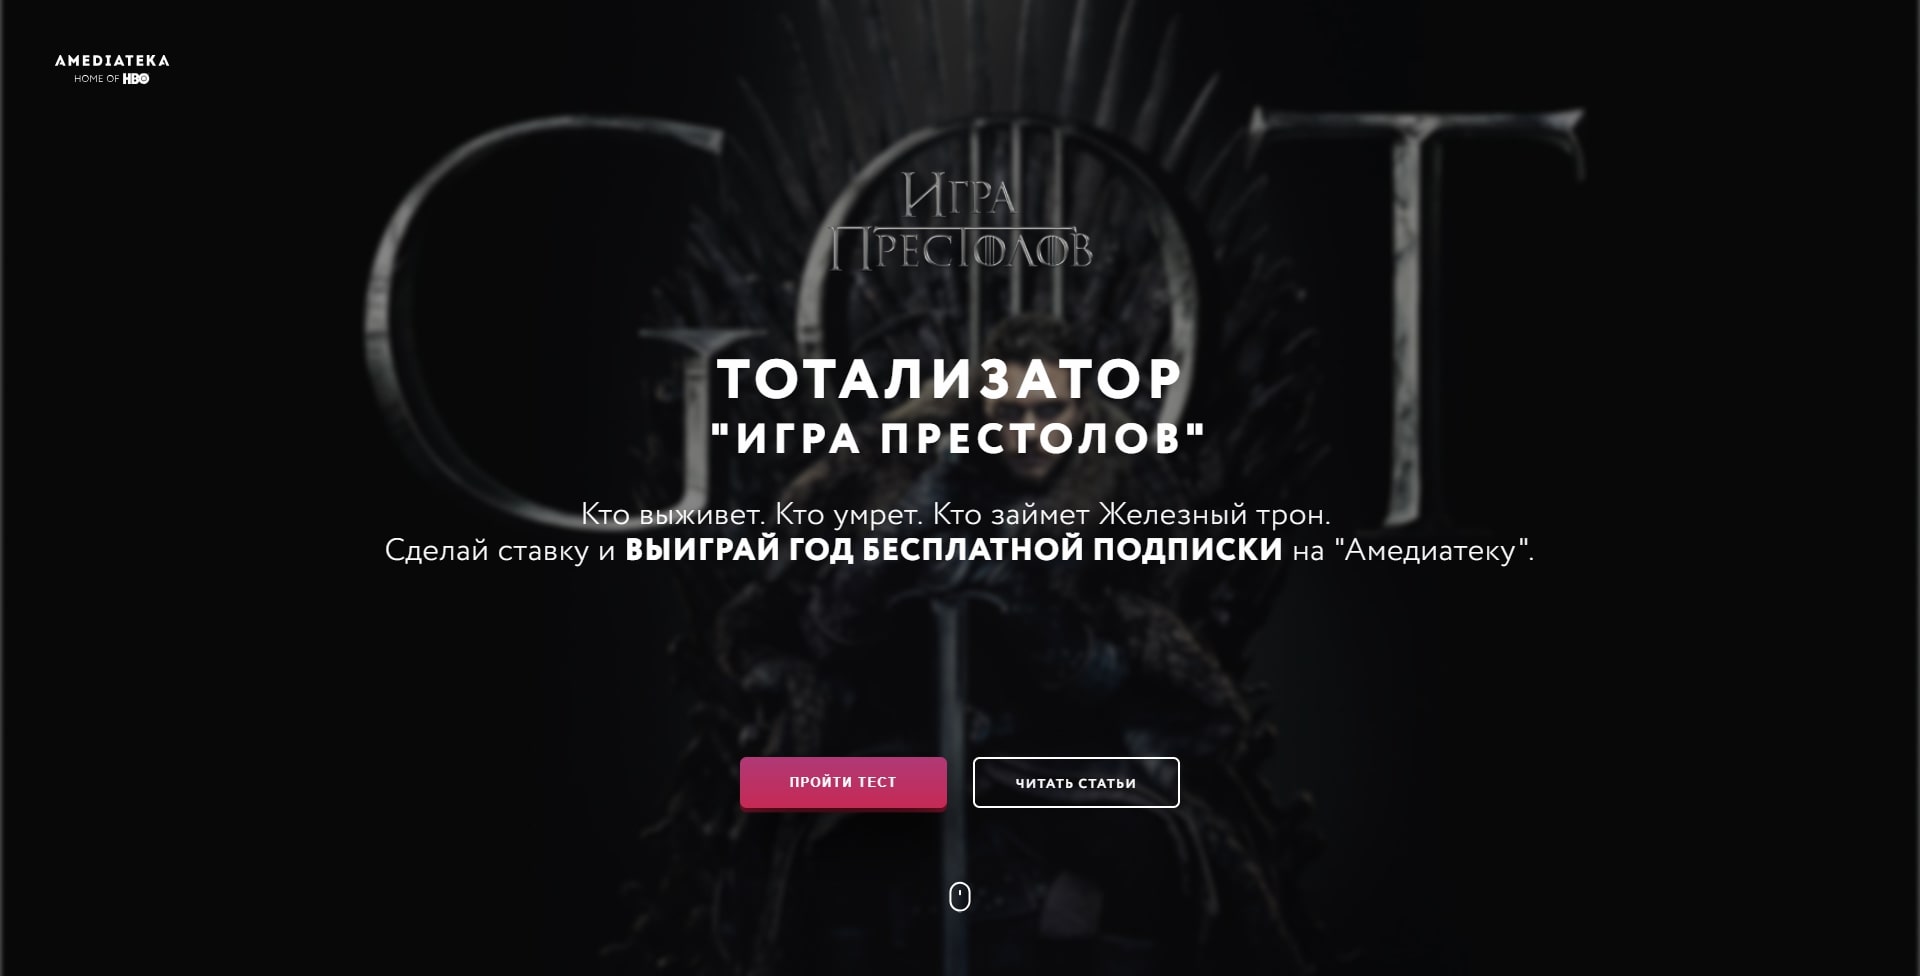 АМЕДИАТЕКА
HOME OF HBO
GOT
ИГРА
ПРЕСТОЛОВ
ТОТАЛИЗАТОР
"ИГРА ПРЕСТОЛОВ"
Кто выживет. Кто умрет. Кто займет Железный трон.
Сделай ставку и ВЫИГРАЙ ГОД БЕСПЛАТНОЙ ПОДПИСКИ на "Амедиатеку".
ПРОЙТИ ТЕСТ
ЧИТАТЬ СТАТЬИ